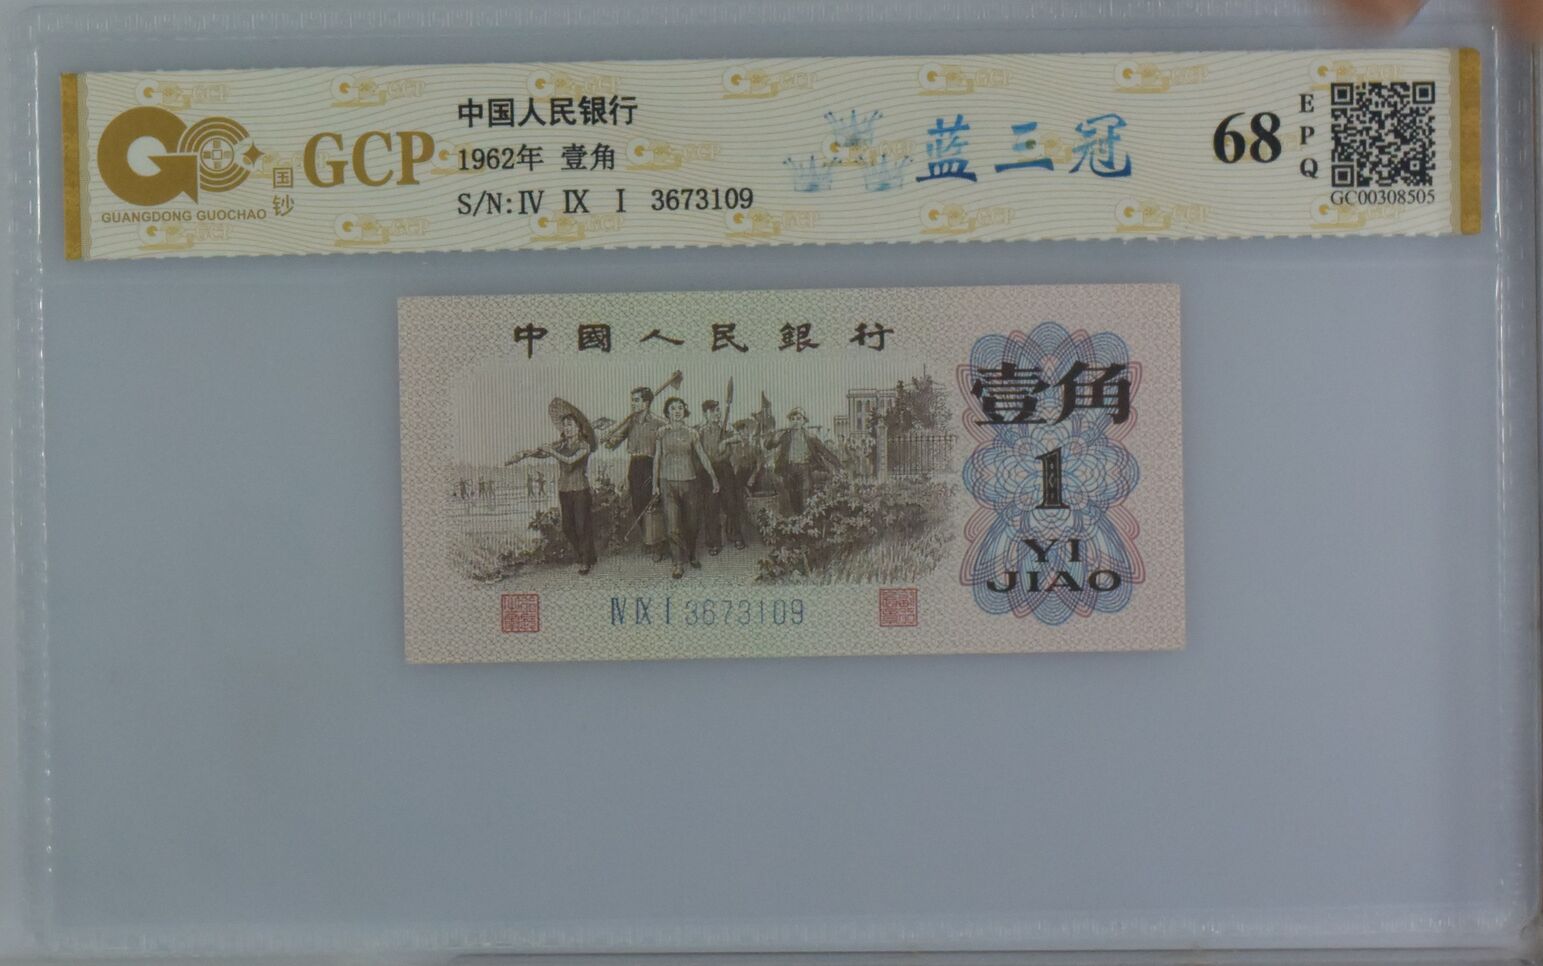 中国人民银行
1962年 壹角
S/N: Ⅳ Ⅸ Ⅰ 3673109
GCP
国钞
GUANGDONG GUOCHAO
蓝三冠
68
EPQ
GC00308505
中國人民銀行
壹角
1
YI
JIAO
Ⅳ Ⅸ Ⅰ 3673109